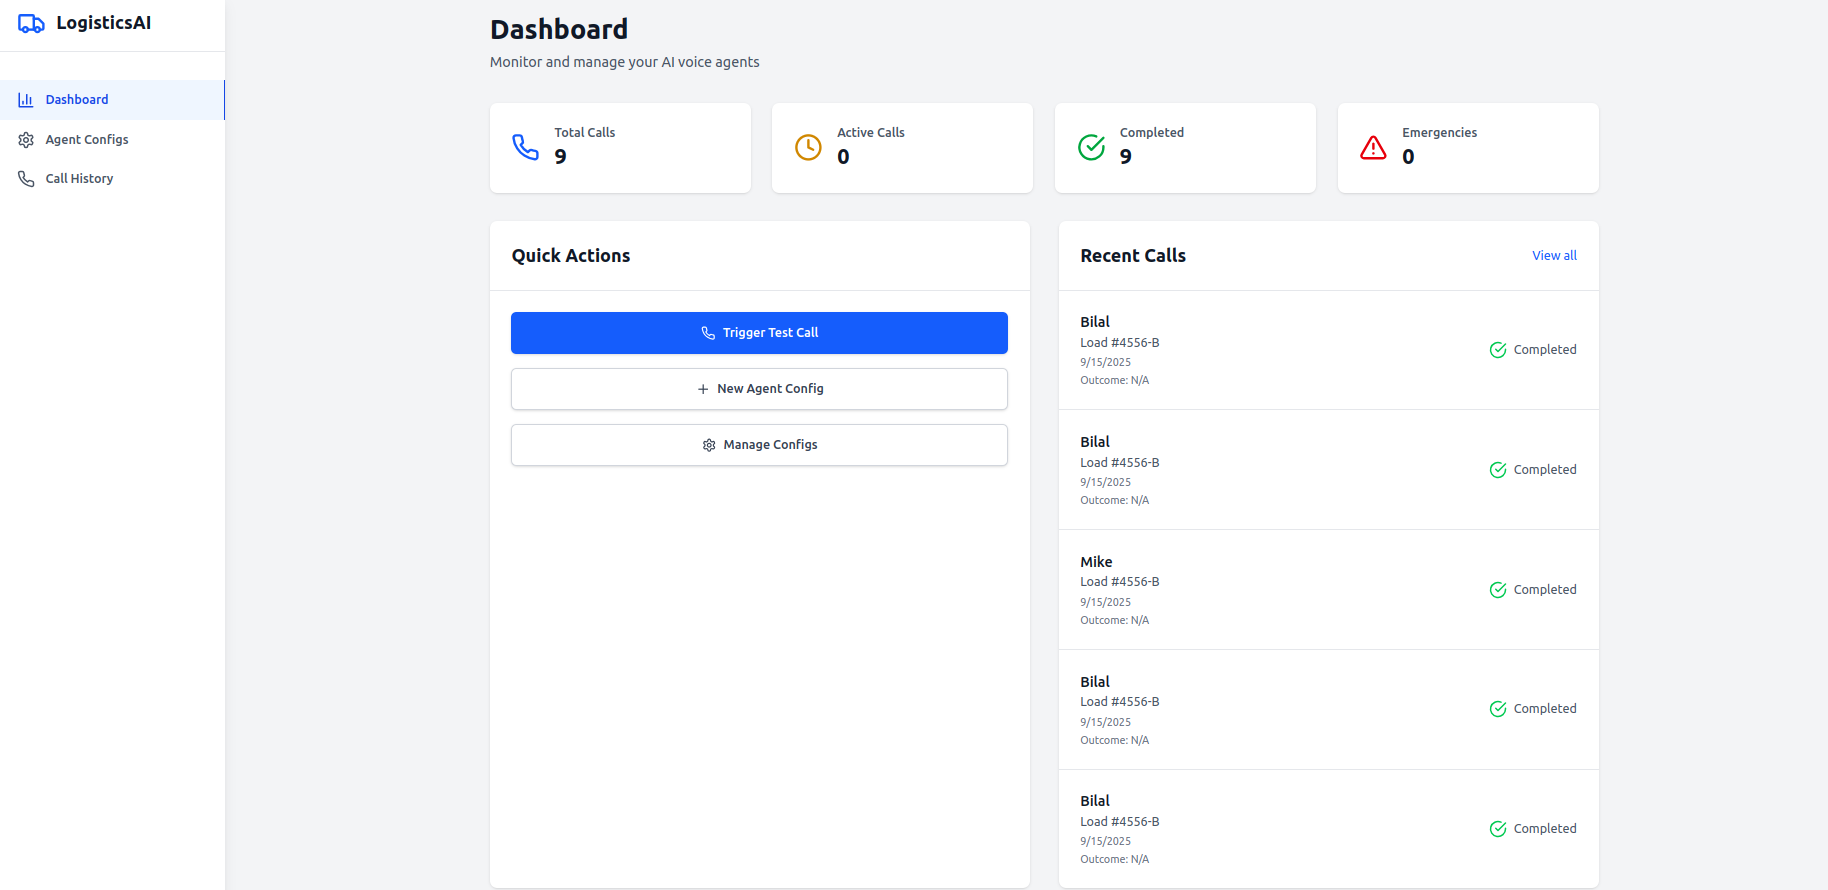 LogisticsAI
Dashboard
Agent Configs
Call History
Dashboard
Monitor and manage your AI voice agents
Total Calls
9
Active Calls
0
Completed
9
Emergencies
0
Quick Actions
Trigger Test Call
New Agent Config
Manage Configs
Recent Calls
View all
Bilal
Load #4556-B
9/15/2025
Outcome: N/A
Completed
Bilal
Load #4556-B
9/15/2025
Outcome: N/A
Completed
Mike
Load #4556-B
9/15/2025
Outcome: N/A
Completed
Bilal
Load #4556-B
9/15/2025
Outcome: N/A
Completed
Bilal
Load #4556-B
9/15/2025
Outcome: N/A
Completed